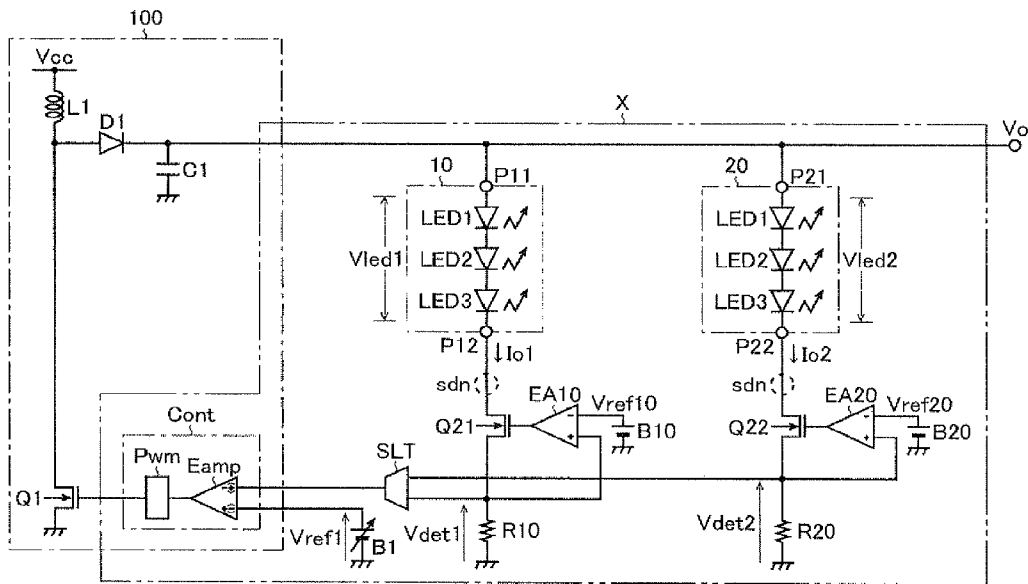 100
Vcc
L1
D1
C1
X
Vo
10
P11
LED1
LED2
LED3
Vled1
P12
Io1
20
P21
LED1
LED2
LED3
Vled2
P22
Io2
sdn
EA10
Vref10
Q21
B10
sdn
EA20
Vref20
Q22
B20
Cont
Pwm
Eamp
SLT
Q1
Vref1
B1
Vdet1
R10
Vdet2
R20